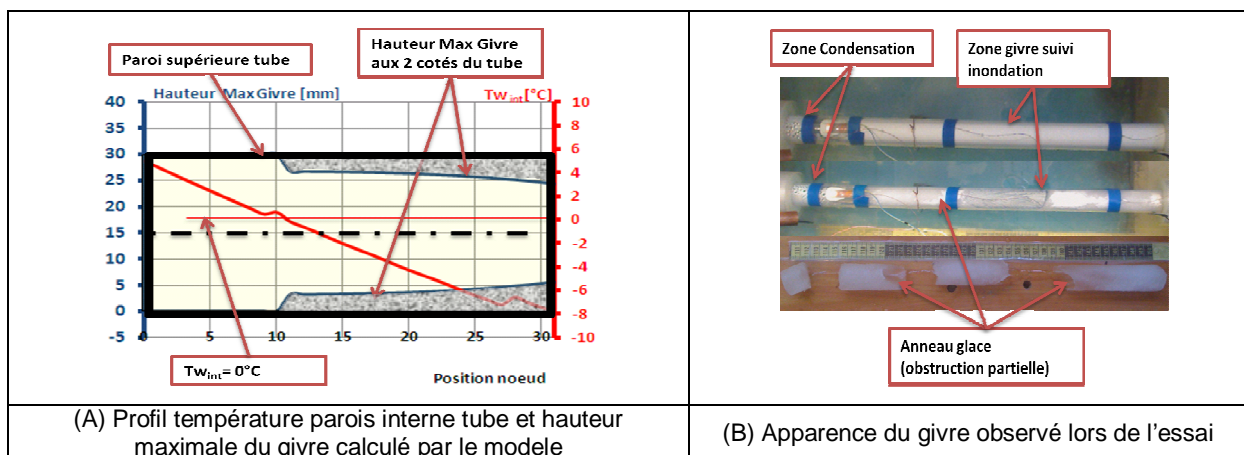 Paroi supérieure tube
Hauteur Max Givre
aux 2 cotés du tube
Hauteur Max Givre [mm]
Tw int [°C]
40
35
30
25
20
15
10
5
0
-5
10
8
6
4
2
0
-2
-4
-6
-8
-10
0 5 10 15 20 25 30
Tw int = 0°C
Position noeud
Zone Condensation
Zone givre suivi
inondation
Anneau glace
(obstruction partielle)
(A) Profil température parois interne tube et hauteur
maximale du givre calculé par le modele
(B) Apparence du givre observé lors de l'essai